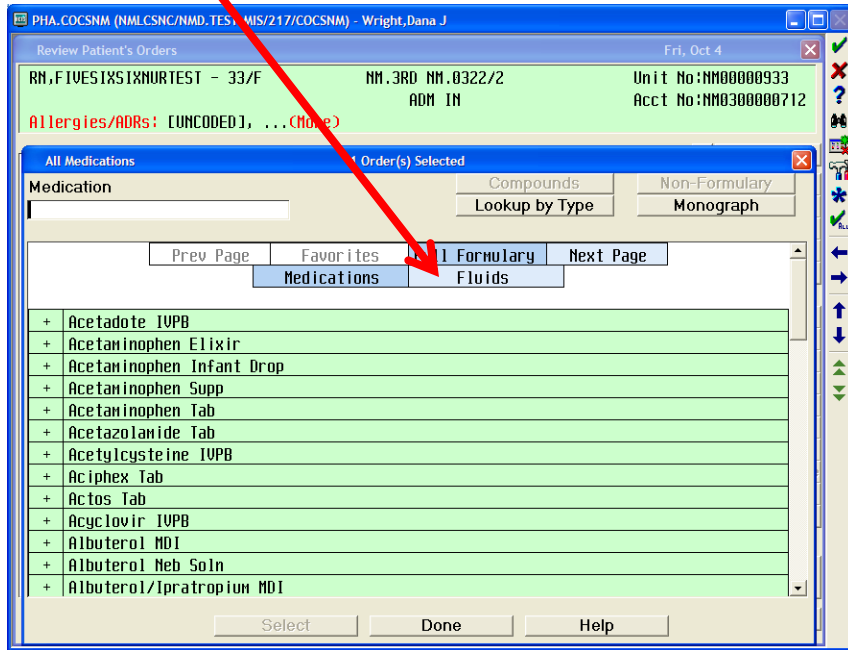 PHA.COCSNM (NMLCSNC/NMD.TEST.MIS/217/COCSNM) - Wright,Dana J
Review Patient's Orders Fri, Oct 4
RN,FIVESIXSIXNURTEST - 33/F NM.3RD NM.0322/2 Unit No:NM00000933
ADM IN Acct No:NM0300000712
Allergies/ADRs: [UNCODED], ...(More)
All Medications 1 Order(s) Selected
Medication Compounds Non-Formulary
Lookup by Type Monograph
Prev Page Favorites Formulary Next Page
Medications Fluids
+ Acetadote IVPB
+ Acetaminophen Elixir
+ Acetaminophen Infant Drop
+ Acetaminophen Supp
+ Acetaminophen Tab
+ Acetazolamide Tab
+ Acetylcysteine IVPB
+ Aciphex Tab
+ Actos Tab
+ Acyclovir IVPB
+ Albuterol MDI
+ Albuterol Neb Soln
+ Albuterol/Ipratropium MDI
Select Done Help